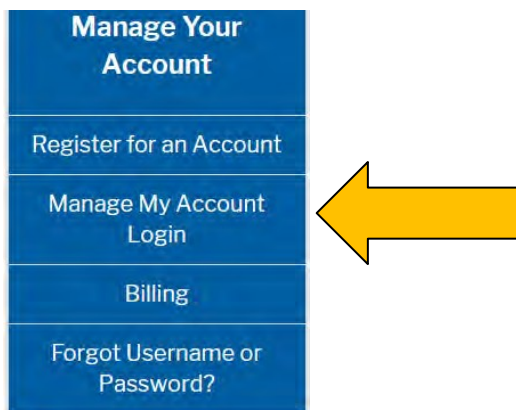 Manage Your
Account
Register for an Account
Manage My Account
Login
Billing
Forgot Username or
Password?